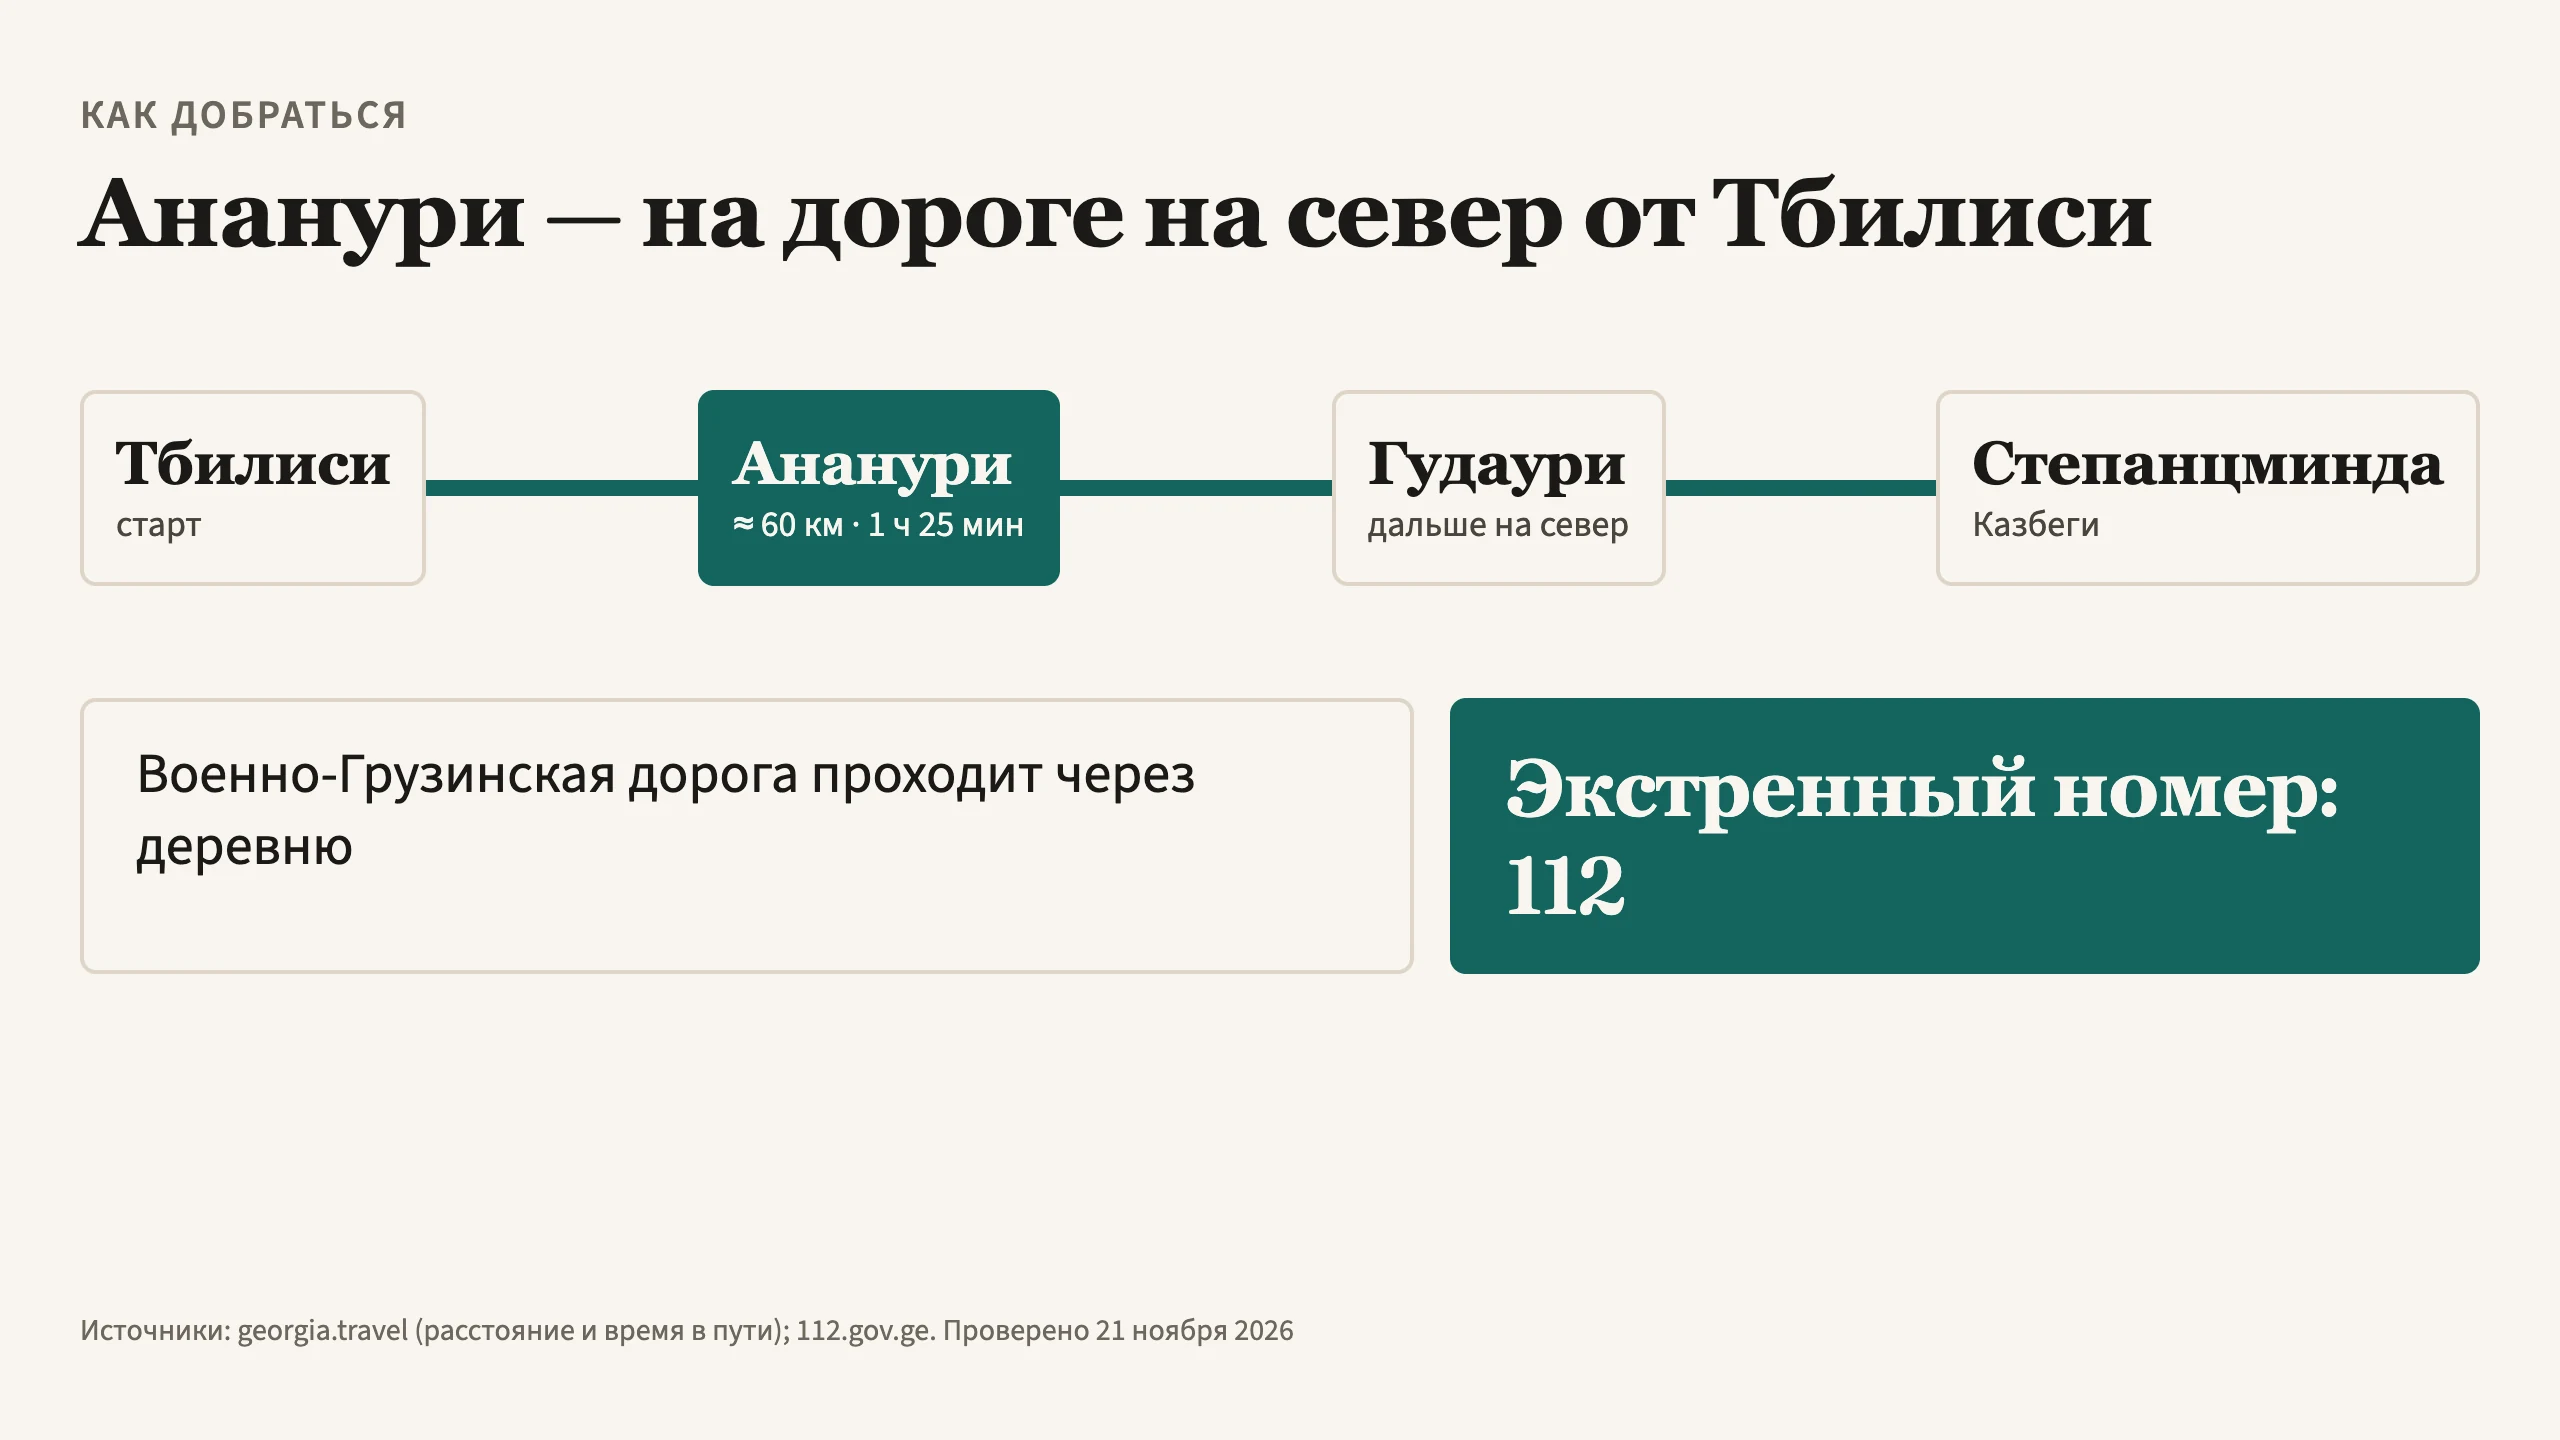 КАК ДОБРАТЬСЯ
Ананури — на дороге на север от Тбилиси
Тбилиси
старт
Ананури
≈ 60 км · 1 ч 25 мин
Гудаури
дальше на север
Степанцминда
Казбеги
Военно-Грузинская дорога проходит через
деревню
Экстренный номер:
112
Источники: georgia.travel (расстояние и время в пути); 112.gov.ge. Проверено 21 ноября 2026